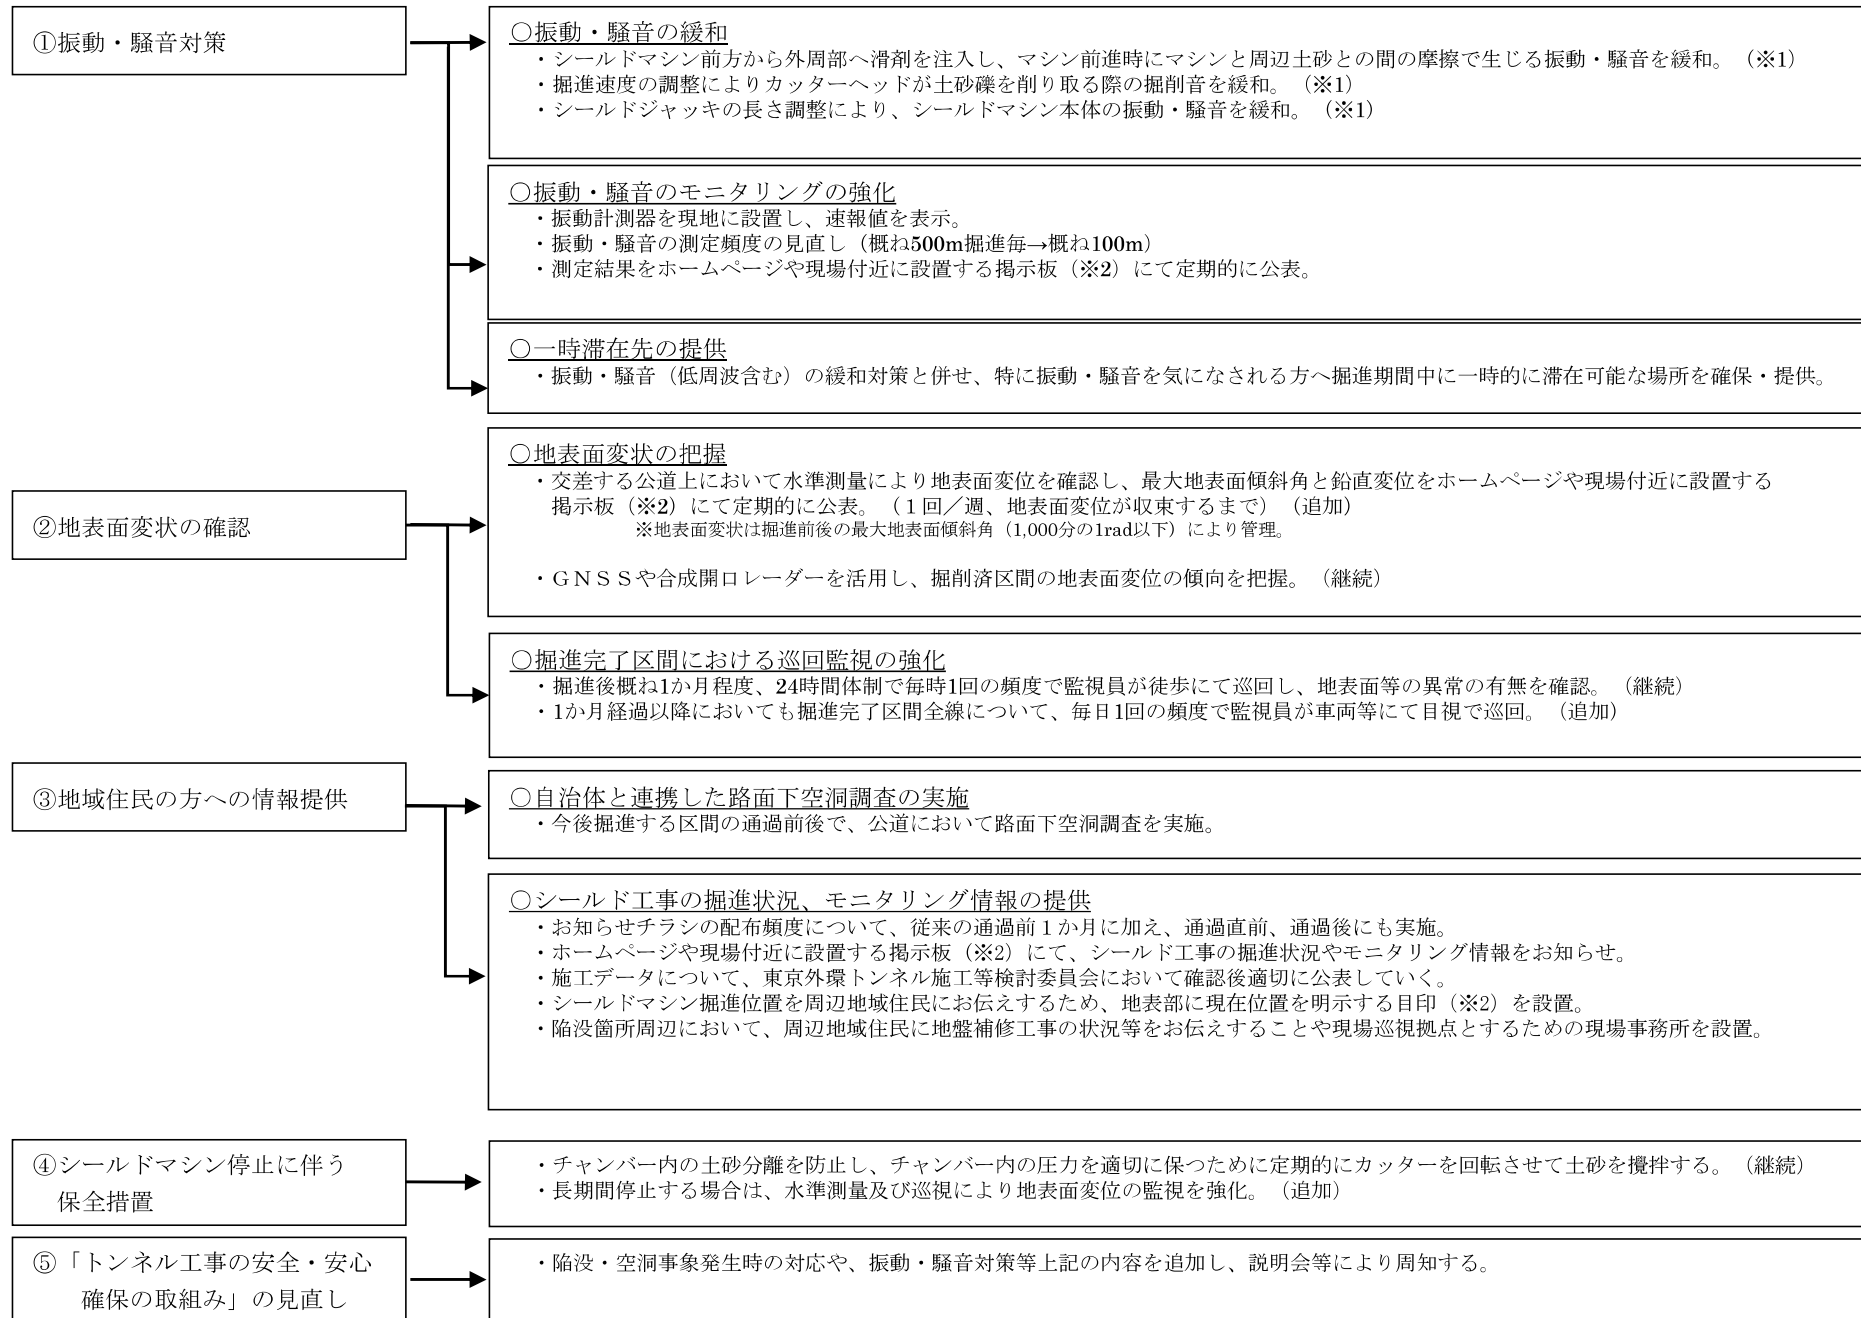 ①振動・騒音対策
○振動・騒音の緩和
・シールドマシン前方から外周部へ滑剤を注入し、マシン前進時にマシンと周辺土砂との間の摩擦で生じる振動・騒音を緩和。（※1）
・掘進速度の調整によりカッターヘッドが土砂礫を削り取る際の掘削音を緩和。（※1）
・シールドジャッキの長さ調整により、シールドマシン本体の振動・騒音を緩和。（※1）
○振動・騒音のモニタリングの強化
・振動計測器を現地に設置し、速報値を表示。
・振動・騒音の測定頻度の見直し（概ね500m掘進毎→概ね100m）
・測定結果をホームページや現場付近に設置する掲示板（※2）にて定期的に公表。
○一時滞在先の提供
・振動・騒音（低周波含む）の緩和対策と併せ、特に振動・騒音を気になされる方へ掘進期間中に一時的に滞在可能な場所を確保・提供。
②地表面変状の確認
○地表面変状の把握
・交差する公道上において水準測量により地表面変位を確認し、最大地表面傾斜角と鉛直変位をホームページや現場付近に設置する
掲示板（※2）にて定期的に公表。（１回／週、地表面変位が収束するまで）（追加）
※地表面変状は掘進前後の最大地表面傾斜角（1,000分の1rad以下）により管理。
・ＧＮＳＳや合成開口レーダーを活用し、掘削済区間の地表面変位の傾向を把握。（継続）
○掘進完了区間における巡回監視の強化
・掘進後概ね1か月程度、24時間体制で毎時1回の頻度で監視員が徒歩にて巡回し、地表面等の異常の有無を確認。（継続）
・1か月経過以降においても掘進完了区間全線について、毎日1回の頻度で監視員が車両等にて目視で巡回。（追加）
③地域住民の方への情報提供
○自治体と連携した路面下空洞調査の実施
・今後掘進する区間の通過前後で、公道において路面下空洞調査を実施。
○シールド工事の掘進状況、モニタリング情報の提供
・お知らせチラシの配布頻度について、従来の通過前１か月に加え、通過直前、通過後にも実施。
・ホームページや現場付近に設置する掲示板（※2）にて、シールド工事の掘進状況やモニタリング情報をお知らせ。
・施工データについて、東京外環トンネル施工等検討委員会において確認後適切に公表していく。
・シールドマシン掘進位置を周辺地域住民にお伝えするため、地表部に現在位置を明示する目印（※2）を設置。
・陥没箇所周辺において、周辺地域住民に地盤補修工事の状況等をお伝えすることや現場巡視拠点とするための現場事務所を設置。
④シールドマシン停止に伴う
保全措置
・チャンバー内の土砂分離を防止し、チャンバー内の圧力を適切に保つために定期的にカッターを回転させて土砂を攪拌する。（継続）
・長期間停止する場合は、水準測量及び巡視により地表面変位の監視を強化。（追加）
⑤「トンネル工事の安全・安心
確保の取組み」の見直し
・陥没・空洞事象発生時の対応や、振動・騒音対策等上記の内容を追加し、説明会等により周知する。